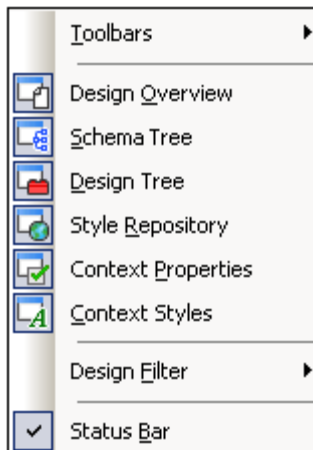 Toolbars
Design Overview
Schema Tree
Design Tree
Style Repository
Context Properties
Context Styles
Design Filter
Status Bar